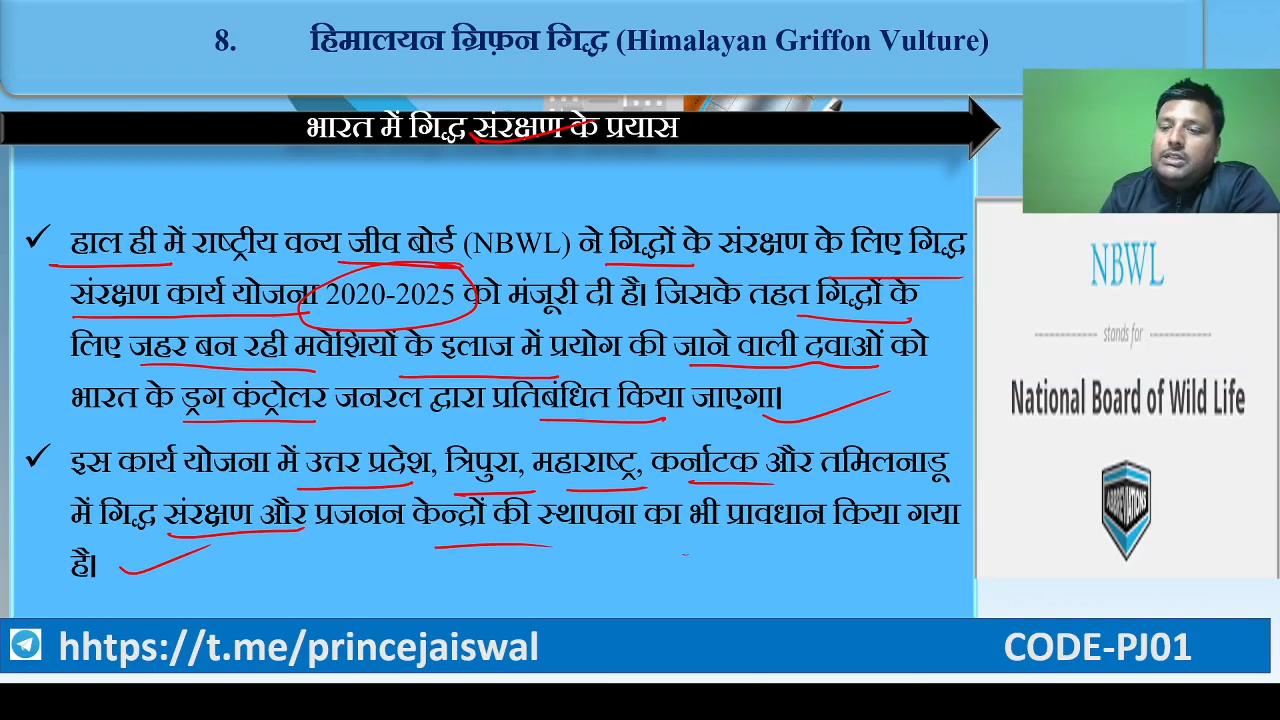 8. हिमालयन ग्रिफ़न गिद्ध (Himalayan Griffon Vulture)
भारत में गिद्ध संरक्षण के प्रयास
✓ हाल ही में राष्ट्रीय वन्य जीव बोर्ड (NBWL) ने गिद्धों के संरक्षण के लिए गिद्ध
संरक्षण कार्य योजना 2020-2025 को मंजूरी दी है। जिसके तहत गिद्धों के
लिए जहर बन रही मवेशियों के इलाज में प्रयोग की जाने वाली दवाओं को
भारत के ड्रग कंट्रोलर जनरल द्वारा प्रतिबंधित किया जाएगा।
✓ इस कार्य योजना में उत्तर प्रदेश, त्रिपुरा, महाराष्ट्र, कर्नाटक और तमिलनाडू
में गिद्ध संरक्षण और प्रजनन केन्द्रों की स्थापना का भी प्रावधान किया गया
है।
NBWL
stands for
National Board of Wild Life
ABBREVIATIONS
hhtps://t.me/princejaiswal
CODE-PJ01